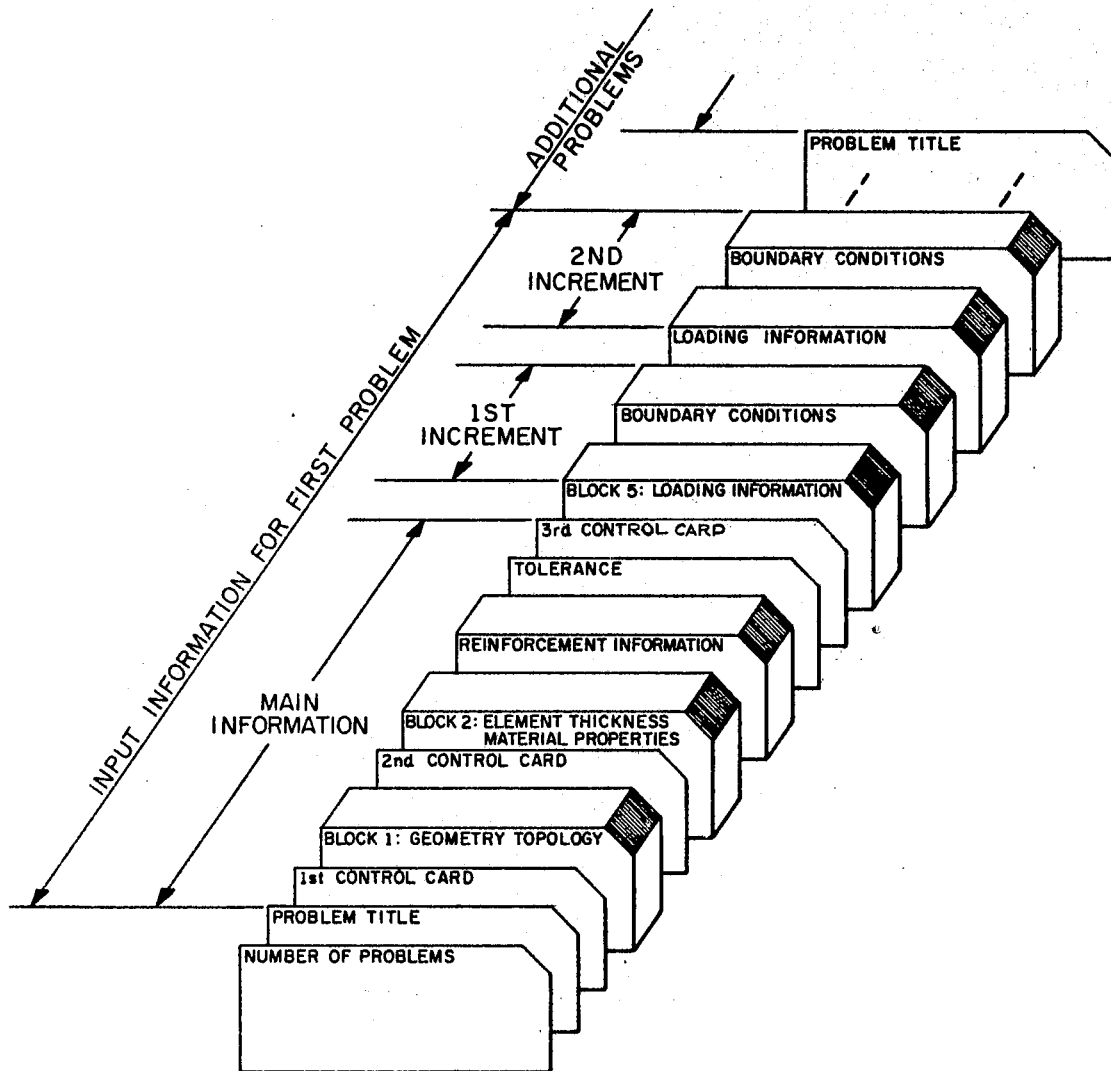 ADDITIONAL
PROBLEMS
PROBLEM TITLE
2ND
INCREMENT
BOUNDARY CONDITIONS
LOADING INFORMATION
1ST
INCREMENT
BOUNDARY CONDITIONS
BLOCK 5: LOADING INFORMATION
3rd CONTROL CARD
TOLERANCE
INPUT INFORMATION FOR FIRST PROBLEM
REINFORCEMENT INFORMATION
MAIN
INFORMATION
BLOCK 2: ELEMENT THICKNESS
MATERIAL PROPERTIES
2nd CONTROL CARD
BLOCK 1: GEOMETRY TOPOLOGY
1st CONTROL CARD
PROBLEM TITLE
NUMBER OF PROBLEMS